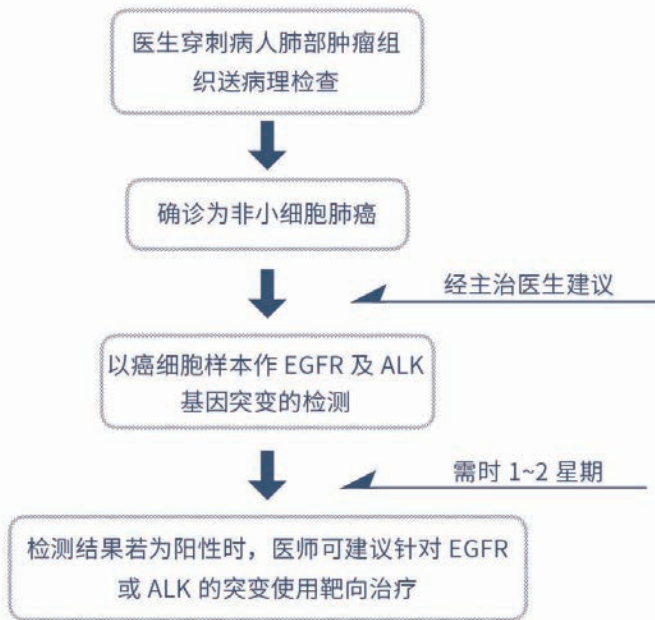 医生穿刺病人肺部肿瘤组
织送病理检查
确诊为非小细胞肺癌
经主治医生建议
以癌细胞样本作 EGFR 及 ALK
基因突变的检测
需时 1~2 星期
检测结果若为阳性时，医师可建议针对 EGFR
或 ALK 的突变使用靶向治疗